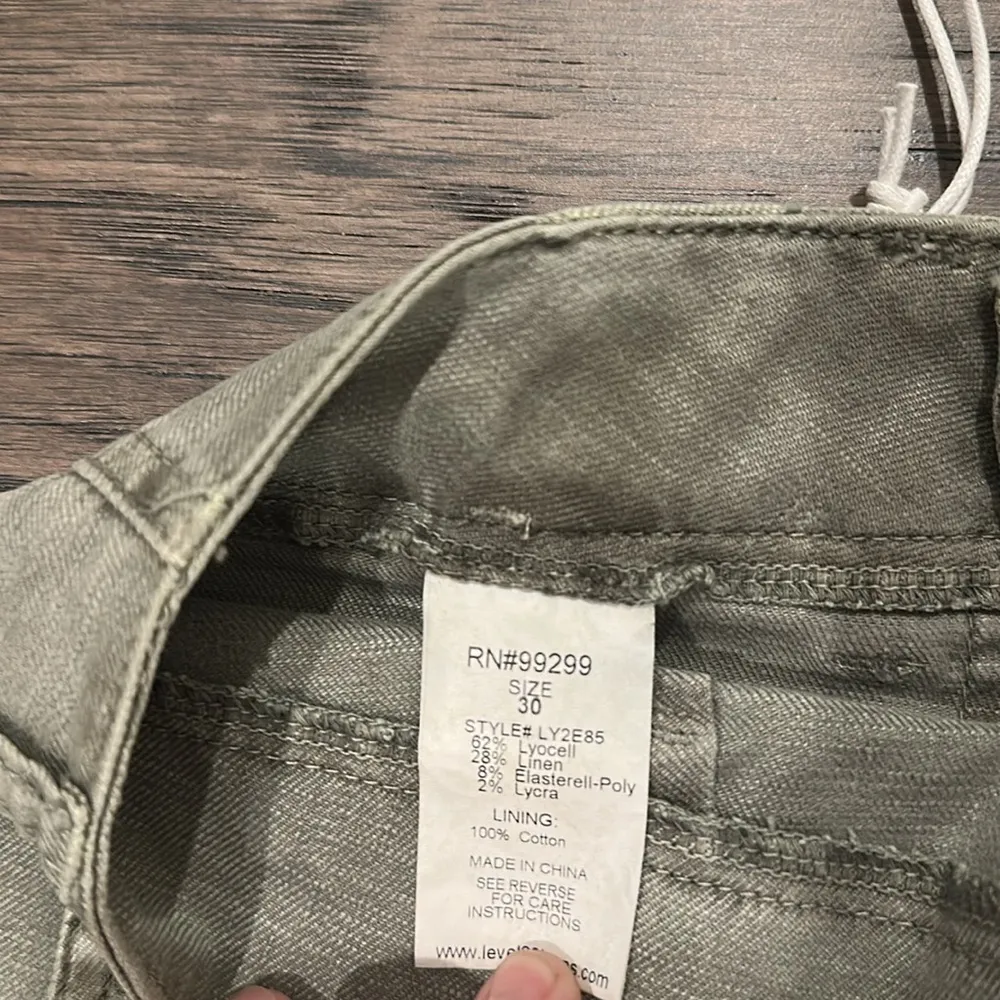 RN#99299
SIZE
30
STYLE# LY2E85
62% Lyocell
28% Linen
8% Elasterell-Poly
2% Lycra
LINING:
100% Cotton
MADE IN CHINA
SEE REVERSE
FOR CARE
INSTRUCTIONS